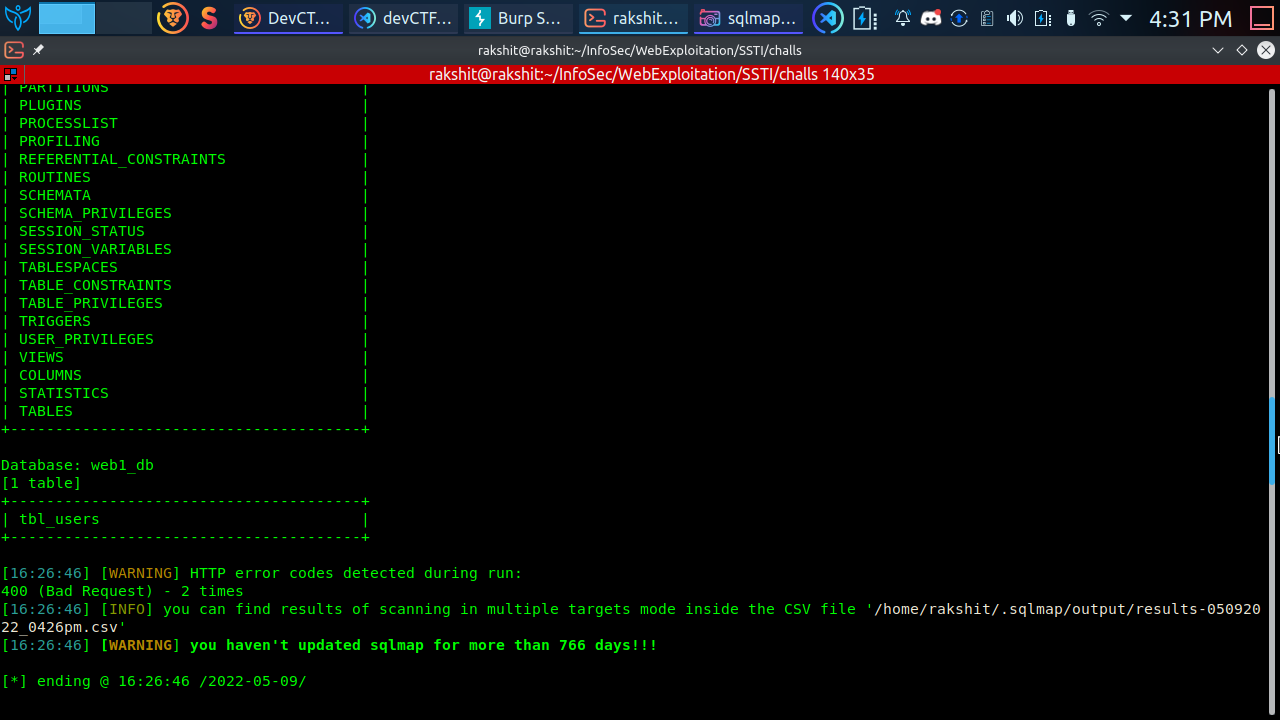 DevCT...
devCTF...
Burp S...
rakshit...
sqlmap...
4:31 PM
rakshit@rakshit:~/InfoSec/WebExploitation/SSTI/challs
rakshit@rakshit:~/InfoSec/WebExploitation/SSTI/challs 140x35
| PARTITIONS |
| PLUGINS |
| PROCESSLIST |
| PROFILING |
| REFERENTIAL_CONSTRAINTS |
| ROUTINES |
| SCHEMATA |
| SCHEMA_PRIVILEGES |
| SESSION_STATUS |
| SESSION_VARIABLES |
| TABLESPACES |
| TABLE_CONSTRAINTS |
| TABLE_PRIVILEGES |
| TRIGGERS |
| USER_PRIVILEGES |
| VIEWS |
| COLUMNS |
| STATISTICS |
| TABLES |
+---------------------------------------+
Database: web1_db
[1 table]
+---------------------------------------+
| tbl_users |
+---------------------------------------+
[16:26:46] [WARNING] HTTP error codes detected during run:
400 (Bad Request) - 2 times
[16:26:46] [INFO] you can find results of scanning in multiple targets mode inside the CSV file '/home/rakshit/.sqlmap/output/results-050920
22_0426pm.csv'
[16:26:46] [WARNING] you haven't updated sqlmap for more than 766 days!!!
[*] ending @ 16:26:46 /2022-05-09/